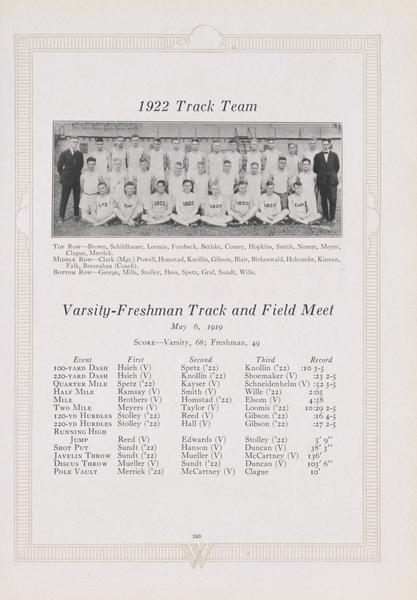 1922 Track Team
Top Row—Brown, Schildhauer, Loomis, Forsbeck, Bethke, Comey, Hopkins, Smith, Norem, Meyer,
Clague, Merrick.
Middle Row—Clark (Mgr.) Powell, Homstad, Knollin, Gibson, Blair, Birkenwald, Holcombe, Kinnan,
Falk, Bresnahan (Coach).
Bottom Row—George, Mills, Stolley, Hess, Spetz, Graf, Sundt, Wille.
Varsity-Freshman Track and Field Meet
May 6, 1919
Score—Varsity, 68; Freshman, 49
Event First Second Third Record
100-yard Dash Hsieh (V) Spetz ('22) Knollin ('22) :10 3-5
220-yard Dash Hsieh (V) Knollin ('22) Shoemaker (V) :23 2-5
Quarter Mile Spetz ('22) Kayser (V) Schneidenhelm (V) :52 3-5
Half Mile Ramsay (V) Smith (V) Wille ('22) 2:05
Mile Brothers (V) Homstad ('22) Elsom (V) 4:58
Two Mile Meyers (V) Taylor (V) Loomis ('22) 10:29 2-5
120-yd Hurdles Stolley ('22) Reed (V) Gibson ('22) :16 4-5
220-yd Hurdles Stolley ('22) Hall (V) Gibson ('22) :27 2-5
Running High
Jump Reed (V) Edwards (V) Stolley ('22) 5' 9"
Shot Put Sundt ('22) Hanson (V) Duncan (V) 38' 3"
Javelin Throw Sundt ('22) Mueller (V) McCartney (V) 136'
Discus Throw Mueller (V) Sundt ('22) Duncan (V) 103' 6"
Pole Vault Merrick ('22) McCartney (V) Clague 10'
263
W